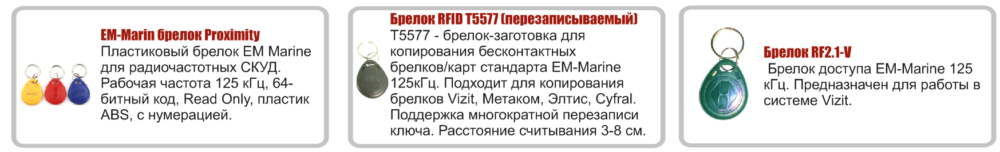 EM-Marin брелок Proximity
Пластиковый брелок EM Marine
для радиочастотных СКУД.
Рабочая частота 125 кГц, 64-
битный код, Read Only, пластик
ABS, с нумерацией.
Брелок RFID T5577 (перезаписываемый)
T5577 - брелок-заготовка для
копирования бесконтактных
брелков/карт стандарта EM-Marine
125кГц. Подходит для копирования
брелков Vizit, Метаком, Элтис, Cyfral.
Поддержка многократной перезаписи
ключа. Расстояние считывания 3-8 см.
Брелок RF2.1-V
Брелок доступа EM-Marine 125
кГц. Предназначен для работы в
системе Vizit.